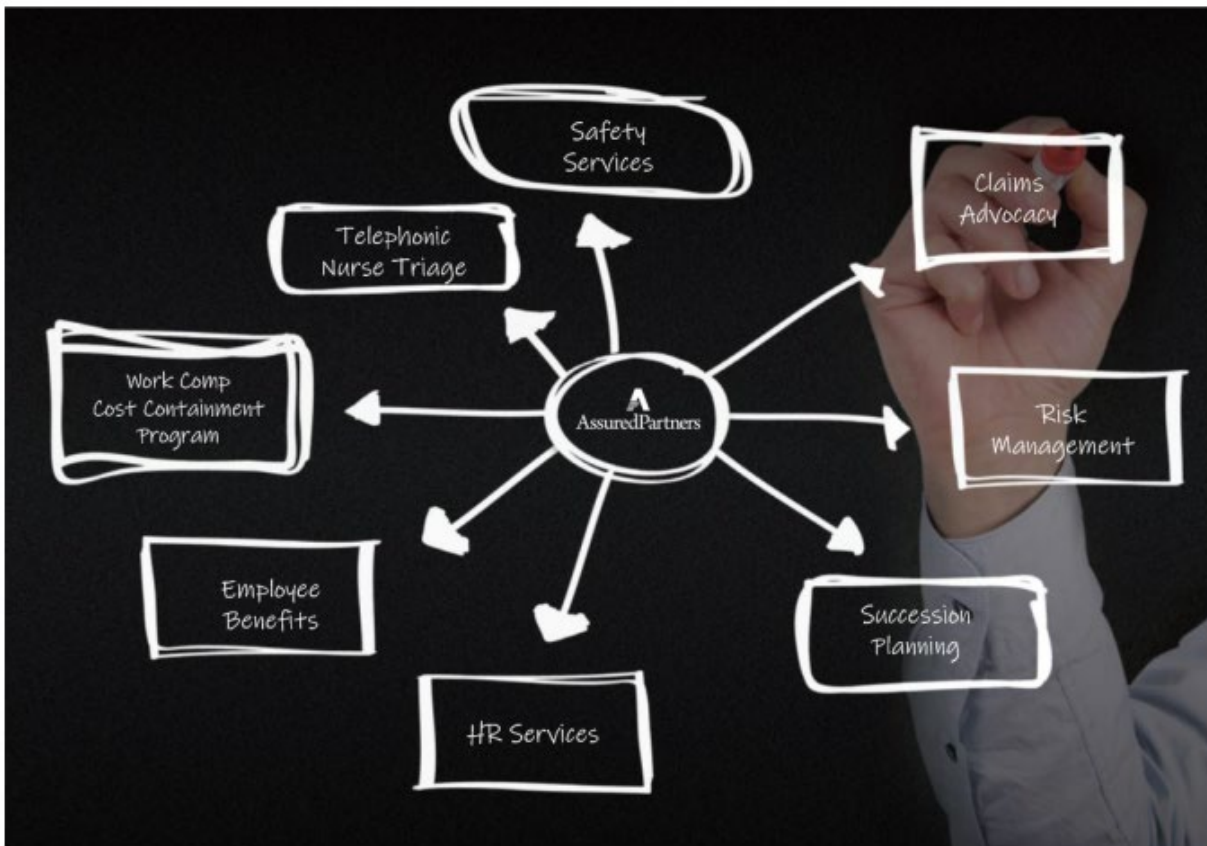 Safety
Services
Claims
Advocacy
Telephonic
Nurse Triage
Work Comp
Cost Containment
Program
AssuredPartners
Risk
Management
Employee
Benefits
Succession
Planning
HR Services